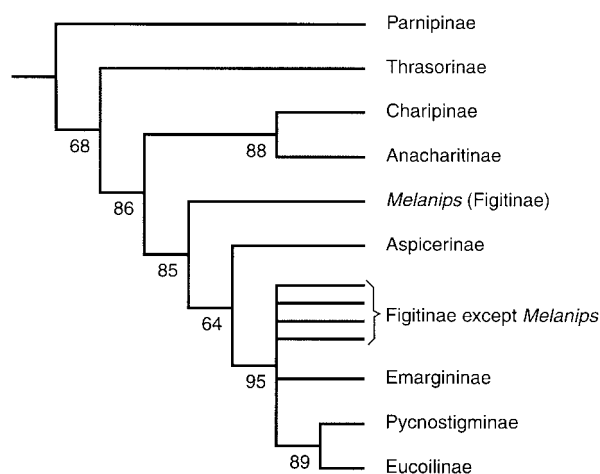 Parnipinae
Thrasorinae
68
Charipinae
88
Anacharitinae
86
Melanips (Figitinae)
85
Aspicerinae
64
Figitinae except Melanips
95
Emargininae
Pycnostigminae
89
Eucoilinae